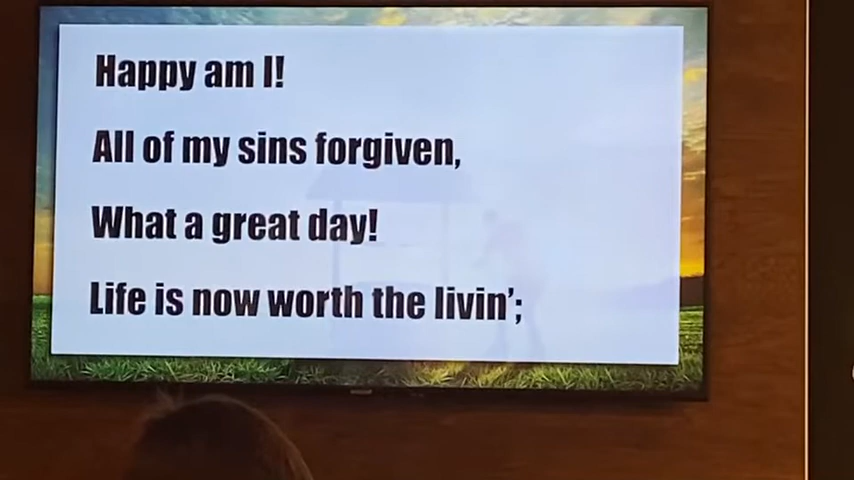 Happy am I!
All of my sins forgiven,
What a great day!
Life is now worth the livin’;